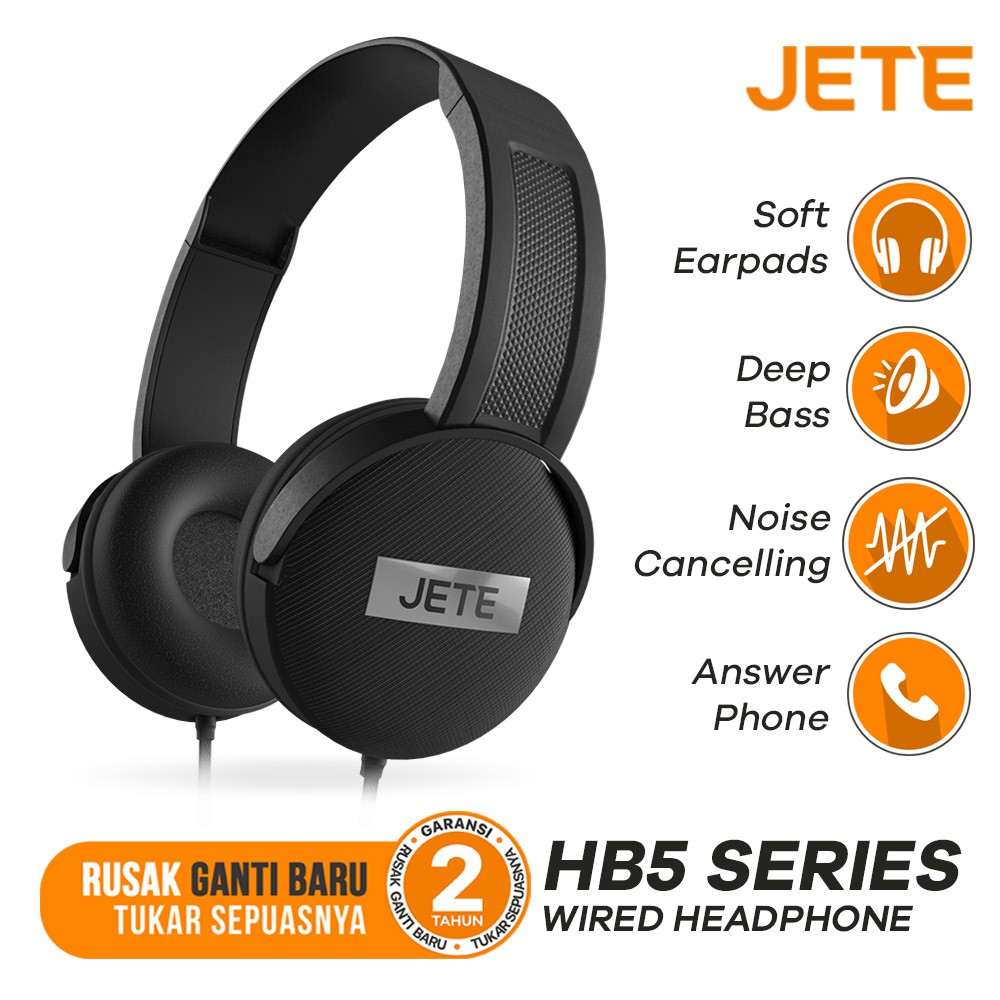 JETE
Soft
Earpads
Deep
Bass
Noise
Cancelling
Answer
Phone
JETE
RUSAK GANTI BARU
TUKAR SEPUASNYA
GARANSI
2
TAHUN
RUSAK GANTI BARU • TUKAR SEPUASNYA
HB5 SERIES
WIRED HEADPHONE